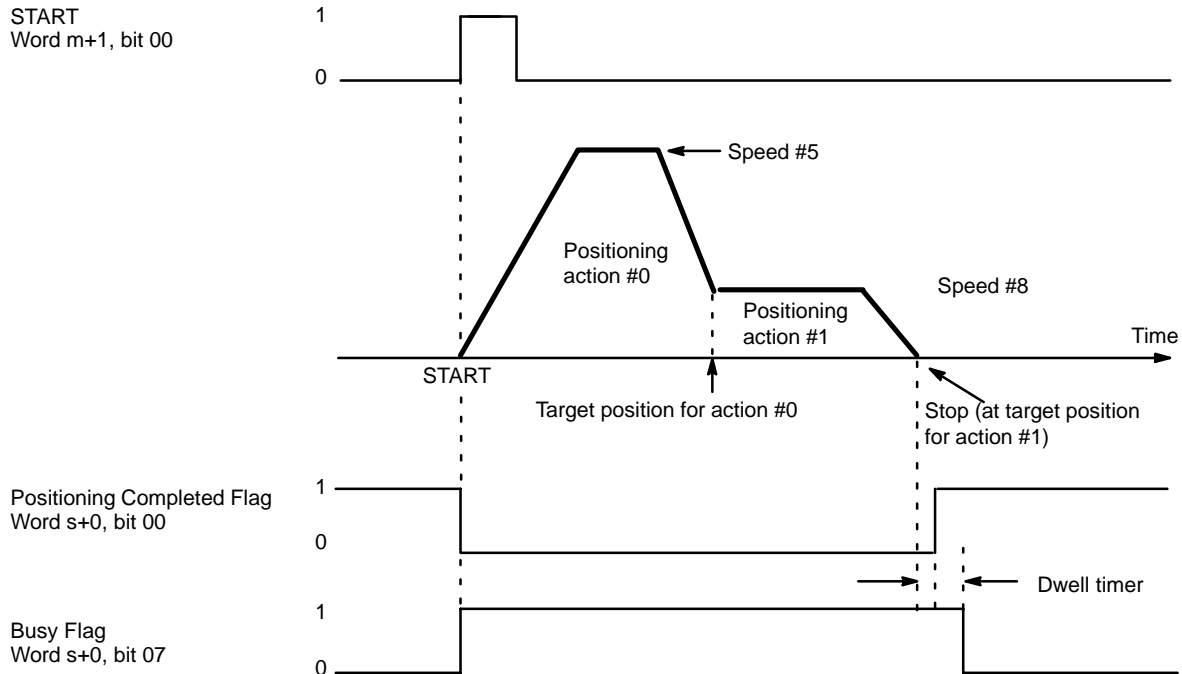 START
Word m+1, bit 00
1
0
Speed #5
Positioning
action #0
Speed #8
Positioning
action #1
Time
START
Target position for action #0
Stop (at target position
for action #1)
Positioning Completed Flag
Word s+0, bit 00
1
0
Dwell timer
Busy Flag
Word s+0, bit 07
1
0